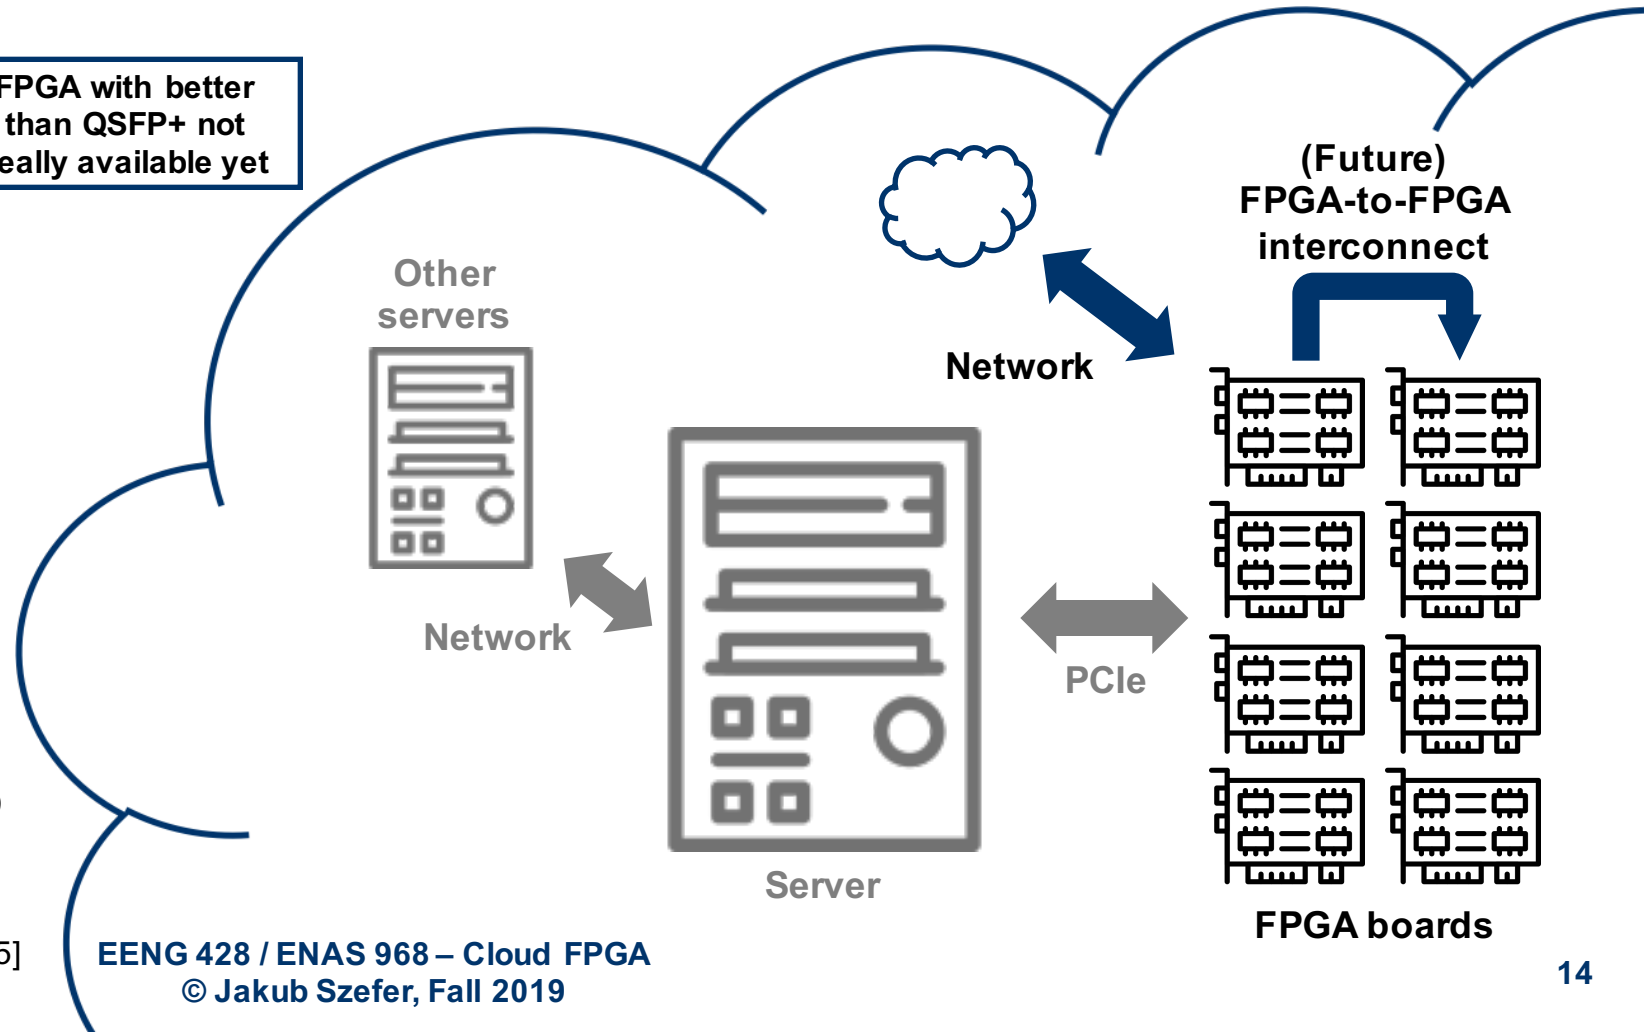 FPGA with better
than QSFP+ not
eally available yet
(Future)
FPGA-to-FPGA
interconnect
Other
servers
Network
Network
PCIe
Server
FPGA boards
5]
EENG 428 / ENAS 968 – Cloud FPGA
© Jakub Szefer, Fall 2019
14